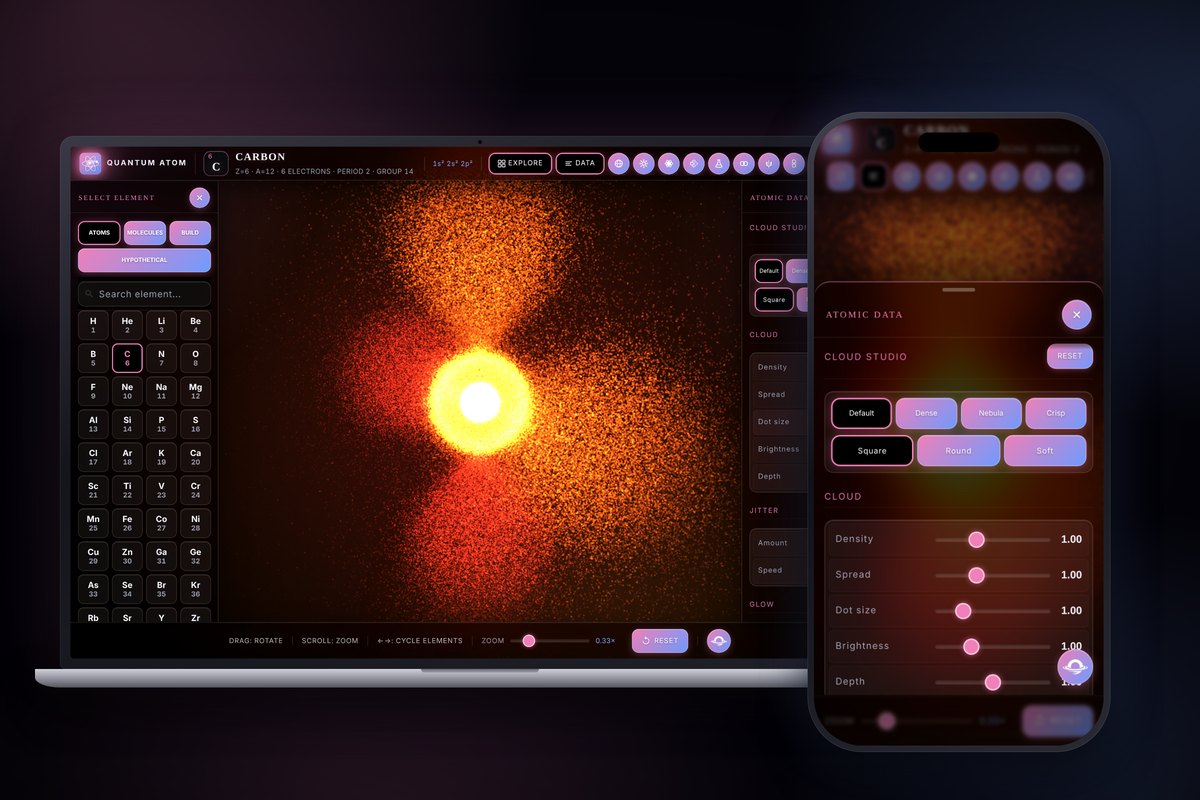 QUANTUM ATOM
6
C
CARBON
Z=6 · A=12 · 6 ELECTRONS · PERIOD 2 · GROUP 14
1s² 2s² 2p²
EXPLORE
DATA
SELECT ELEMENT
ATOMS MOLECULES BUILD
HYPOTHETICAL
Search element...
H He Li Be
1 2 3 4
B C N O
5 6 7 8
F Ne Na Mg
9 10 11 12
Al Si P S
13 14 15 16
Cl Ar K Ca
17 18 19 20
Sc Ti V Cr
21 22 23 24
Mn Fe Co Ni
25 26 27 28
Cu Zn Ga Ge
29 30 31 32
As Se Br Kr
33 34 35 36
Rb Sr Y Zr
DRAG: ROTATE
SCROLL: ZOOM
←→: CYCLE ELEMENTS
ZOOM
0.33×
RESET
ATOMIC DATA
CLOUD
Default
Square
CLOUD
Density
Spread
Dot size
Brightness
Depth
JITTER
Amount
Speed
GLOW
ATOMIC DATA
CLOUD STUDIO
RESET
Default Dense Nebula Crisp
Square Round Soft
CLOUD
Density 1.00
Spread 1.00
Dot size 1.00
Brightness 1.00
Depth